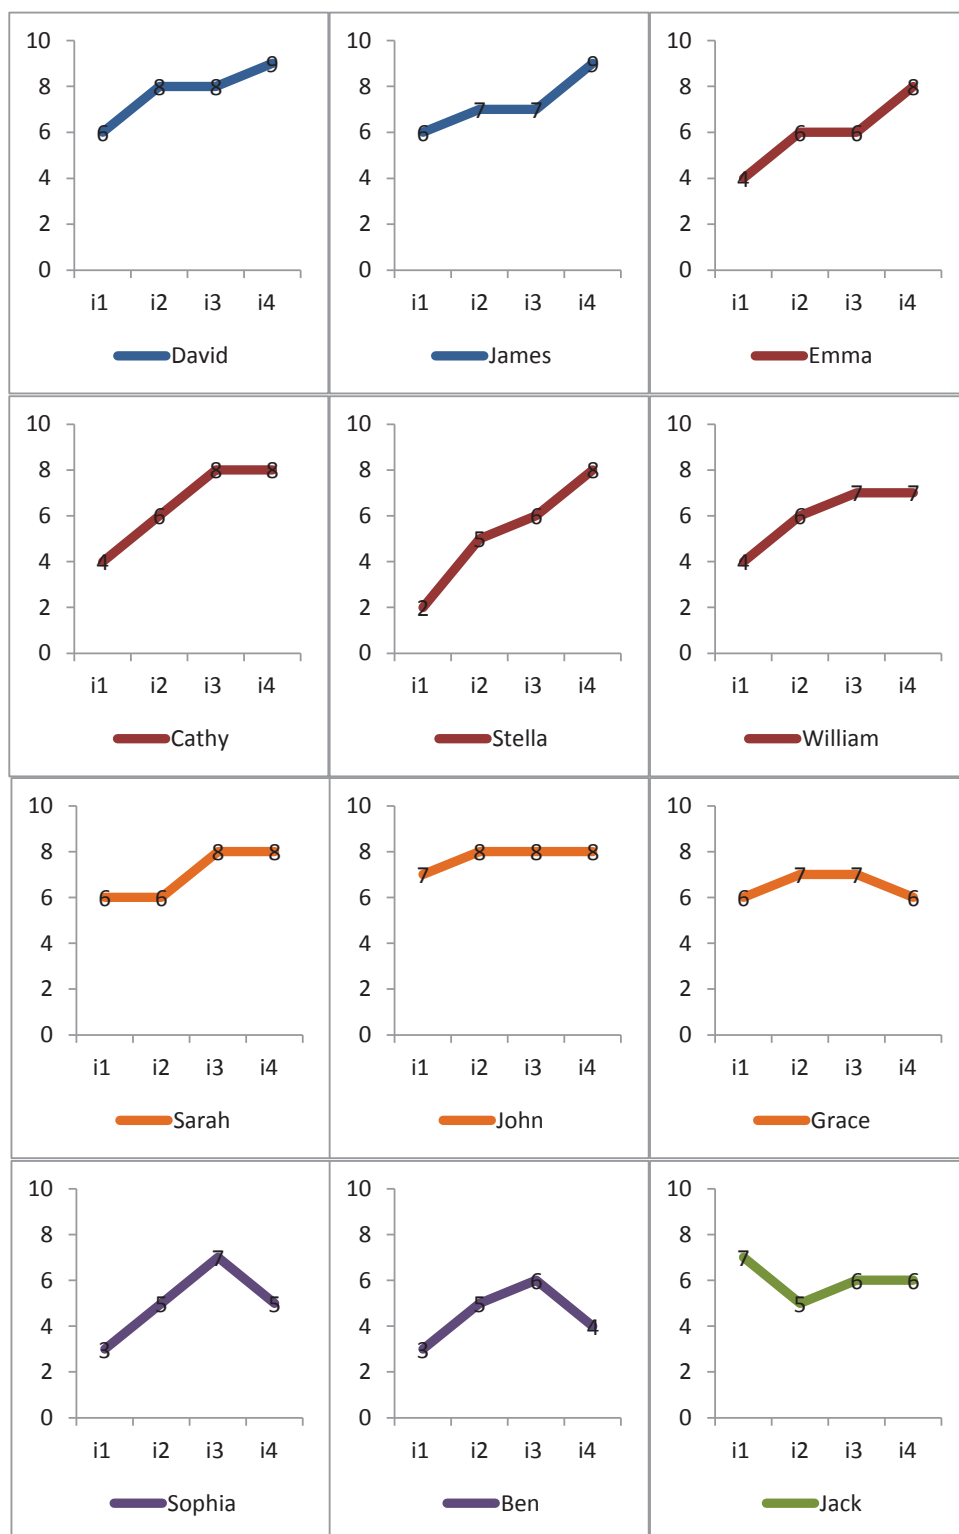 10 10 10
8 8 8 9 8 7 7 9 8 8
6 6 6 6 6 6 6
4 4 4 4
2 2 2
0 0 0
i1 i2 i3 i4 i1 i2 i3 i4 i1 i2 i3 i4
David James Emma
10 10 10
8 8 8 8 8 8
6 6 6 5 6 6 6 7 7
4 4 4 4 4
2 2 2 2
0 0 0
i1 i2 i3 i4 i1 i2 i3 i4 i1 i2 i3 i4
Cathy Stella William
10 10 10
8 8 8 8 7 8 8 8 8 7 7
6 6 6 6 6 6 6
4 4 4
2 2 2
0 0 0
i1 i2 i3 i4 i1 i2 i3 i4 i1 i2 i3 i4
Sarah John Grace
10 10 10
8 8 8
6 5 7 5 6 5 6 6 7 5 6 6
4 3 4 3 4 4
2 2 2
0 0 0
i1 i2 i3 i4 i1 i2 i3 i4 i1 i2 i3 i4
Sophia Ben Jack